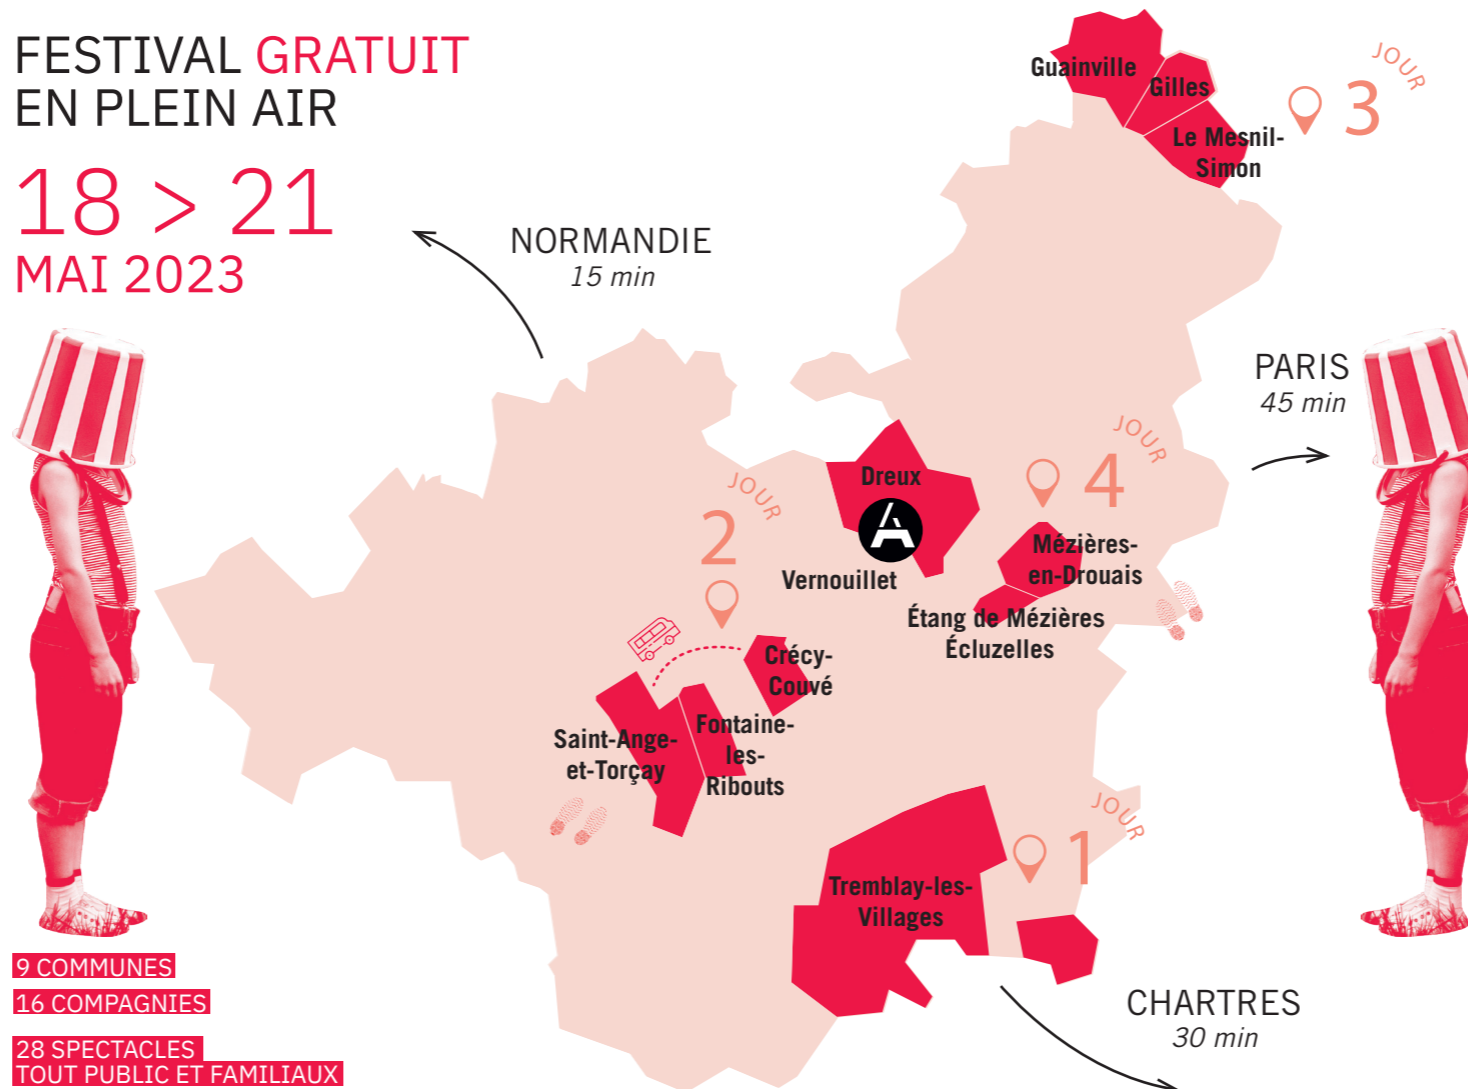 FESTIVAL GRATUIT
EN PLEIN AIR
18 > 21
MAI 2023
NORMANDIE
15 min
Guainville
Gilles
Le Mesnil-
Simon
3
JOUR
PARIS
45 min
Dreux
Vernouillet
4
JOUR
Mézières-
en-Drouais
Étang de Mézières
Écluzelles
2
JOUR
Crécy-
Couvé
Saint-Ange-
et-Torçay
Fontaine-
les-
Ribouts
1
JOUR
Tremblay-les-
Villages
CHARTRES
30 min
9 COMMUNES
16 COMPAGNIES
28 SPECTACLES
TOUT PUBLIC ET FAMILIAUX